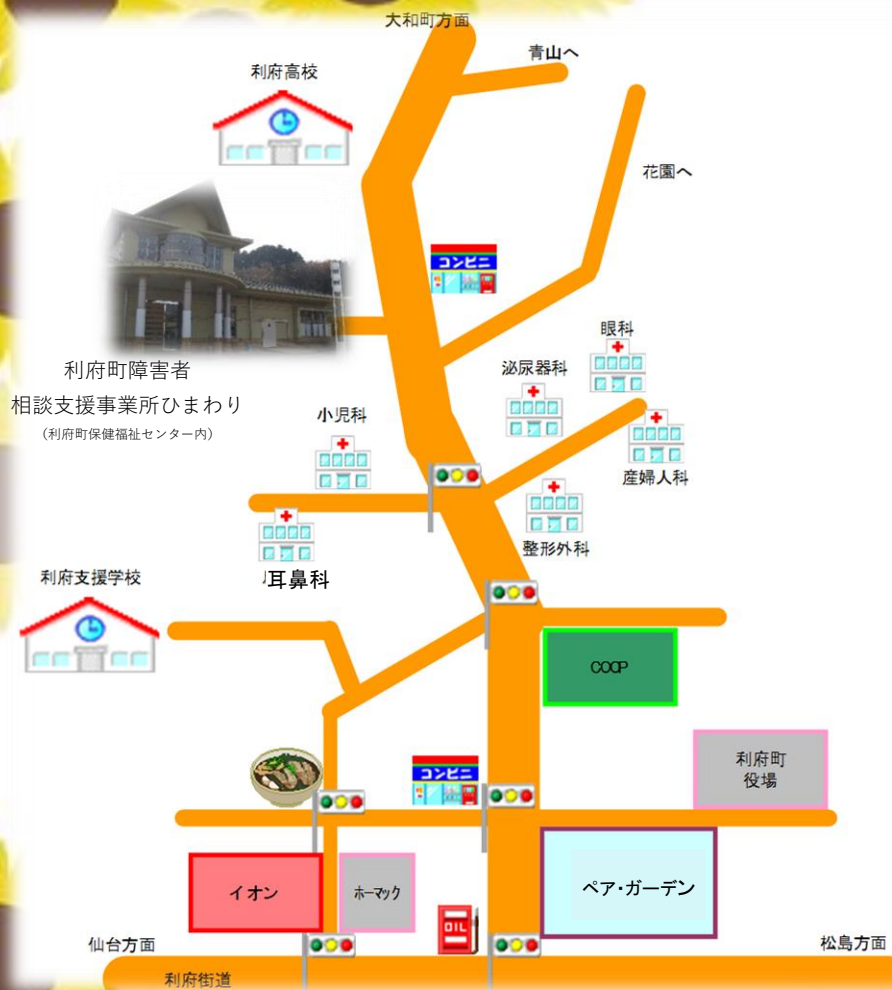 大和町方面
青山へ
利府高校
花園へ
コンビニ
利府町障害者
相談支援事業所ひまわり
(利府町保健福祉センター内)
眼科
泌尿器科
小児科
産婦人科
整形外科
耳鼻科
利府支援学校
COOP
利府町
役場
コンビニ
イオン
ホーマック
ペア・ガーデン
OIL
仙台方面
松島方面
利府街道